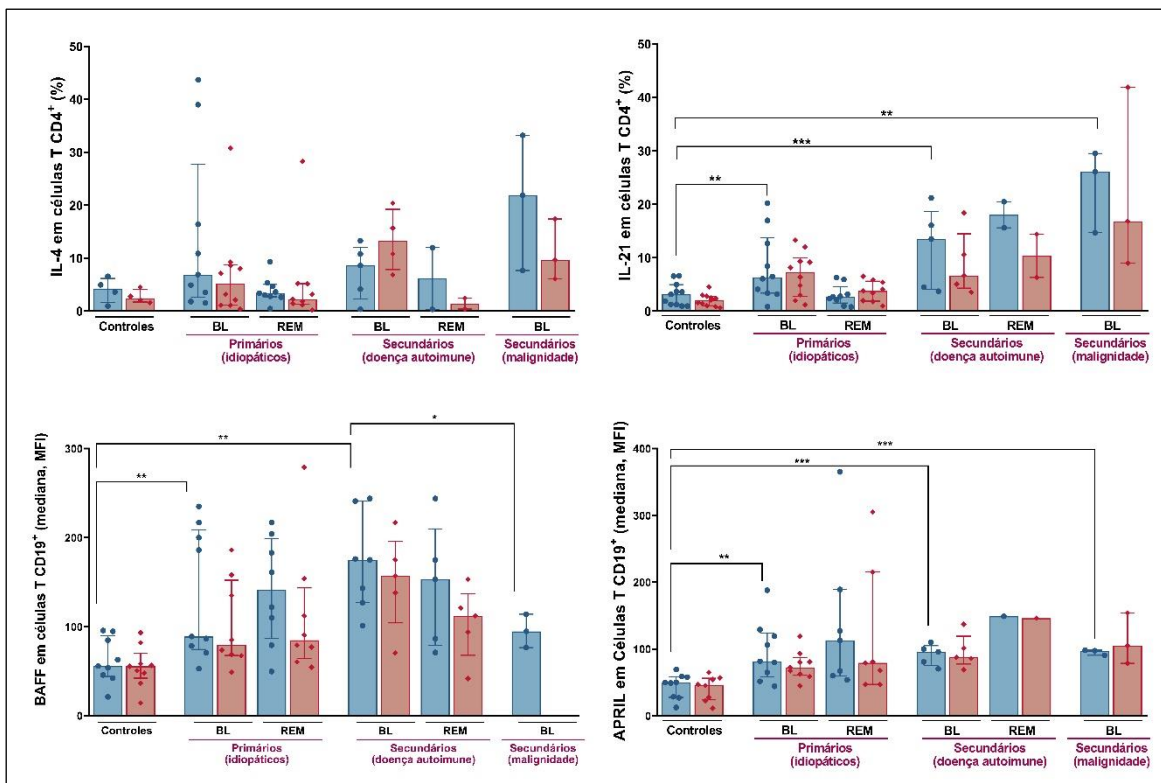 IL-4 em células T CD4+ (%)
50
40
30
20
10
0
Controles
BL
REM
BL
REM
BL
Primários
(idiopáticos)
Secundários
(doença autoimune)
Secundários
(malignidade)
IL-21 em células T CD4+ (%)
50
40
30
20
10
0
**
***
**
Controles
BL
REM
BL
REM
BL
Primários
(idiopáticos)
Secundários
(doença autoimune)
Secundários
(malignidade)
BAFF em células T CD19+ (mediana, MFI)
300
200
100
0
*
**
**
Controles
BL
REM
BL
REM
BL
Primários
(idiopáticos)
Secundários
(doença autoimune)
Secundários
(malignidade)
APRIL em Células T CD19+ (mediana, MFI)
400
300
200
100
0
***
***
**
Controles
BL
REM
BL
REM
BL
Primários
(idiopáticos)
Secundários
(doença autoimune)
Secundários
(malignidade)